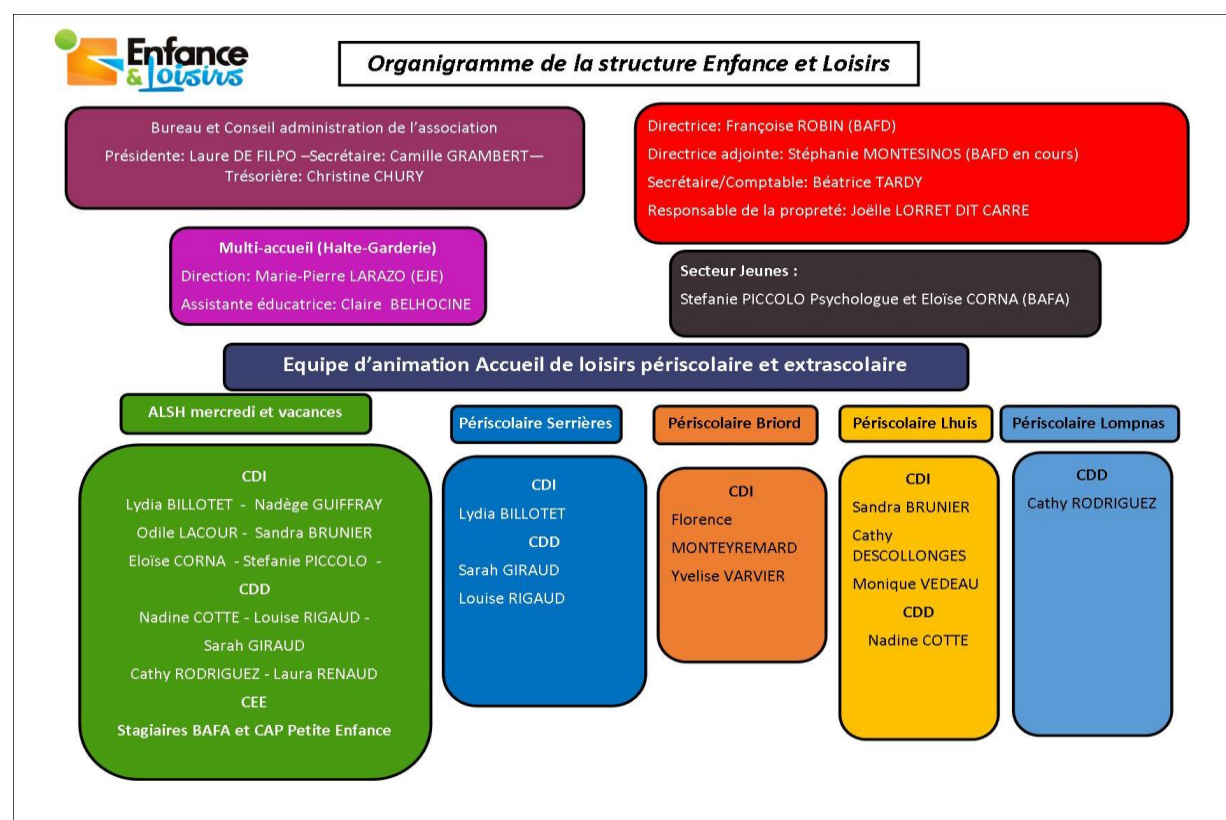 Enfance
& Loisirs
Organigramme de la structure Enfance et Loisirs
Bureau et Conseil administration de l'association
Présidente: Laure DE FILPO –Secrétaire: Camille GRAMBERT—
Trésorière: Christine CHURY
Directrice: Françoise ROBIN (BAFD)
Directrice adjointe: Stéphanie MONTESINOS (BAFD en cours)
Secrétaire/Comptable: Béatrice TARDY
Responsable de la propreté: Joëlle LORRET DIT CARRE
Multi-accueil (Halte-Garderie)
Direction: Marie-Pierre LARAZO (EJE)
Assistante éducatrice: Claire BELHOCINE
Secteur Jeunes :
Stefanie PICCOLO Psychologue et Eloïse CORNA (BAFA)
Equipe d'animation Accueil de loisirs périscolaire et extrascolaire
ALSH mercredi et vacances
CDI
Lydia BILLOTET - Nadège GUIFFRAY
Odile LACOUR - Sandra BRUNIER
Eloïse CORNA - Stefanie PICCOLO -
CDD
Nadine COTTE - Louise RIGAUD -
Sarah GIRAUD
Cathy RODRIGUEZ - Laura RENAUD
CEE
Stagiaires BAFA et CAP Petite Enfance
Périscolaire Serrières
CDI
Lydia BILLOTET
CDD
Sarah GIRAUD
Louise RIGAUD
Périscolaire Briord
CDI
Florence
MONTEYREMARD
Yvelise VARVIER
Périscolaire Lhuis
CDI
Sandra BRUNIER
Cathy
DESCOLLONGES
Monique VEDEAU
CDD
Nadine COTTE
Périscolaire Lompnas
CDD
Cathy RODRIGUEZ